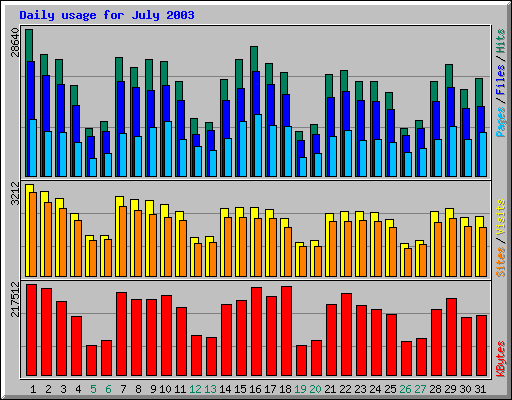 Daily usage for July 2003
28640
Pages / Files / Hits
3212
Sites / Visits
217512
KBytes
1 2 3 4 5 6 7 8 9 10 11 12 13 14 15 16 17 18 19 20 21 22 23 24 25 26 27 28 29 30 31